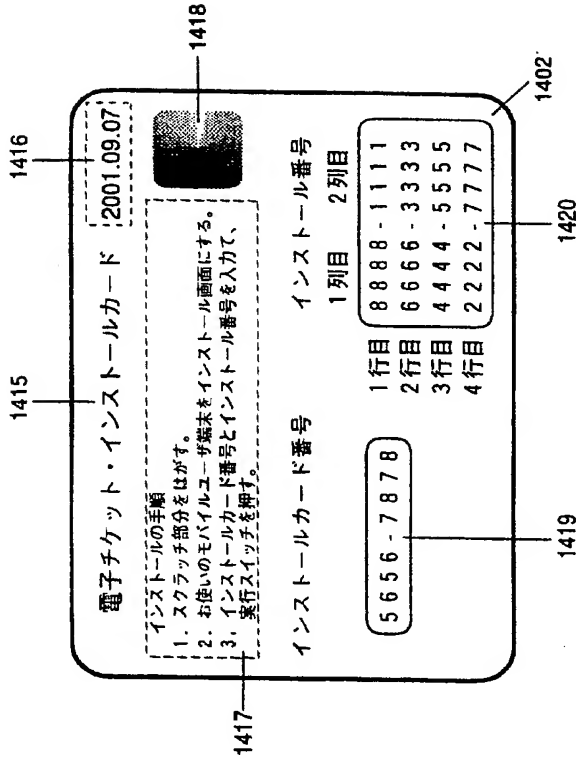 1415
1416
電子チケット・インストールカード
2001.09.07
インストールの手順
1. スクラッチ部分をはがす。
2. お使いのモバイルユーザ端末をインストール画面にする。
3. インストールカード番号とインストール番号を入力て、
実行スイッチを押す。
1417
1418
インストールカード番号
インストール番号
1列目 2列目
5656-7878
1行目 8888-1111
2行目 6666-3333
3行目 4444-5555
4行目 2222-7777
1402
1419
1420